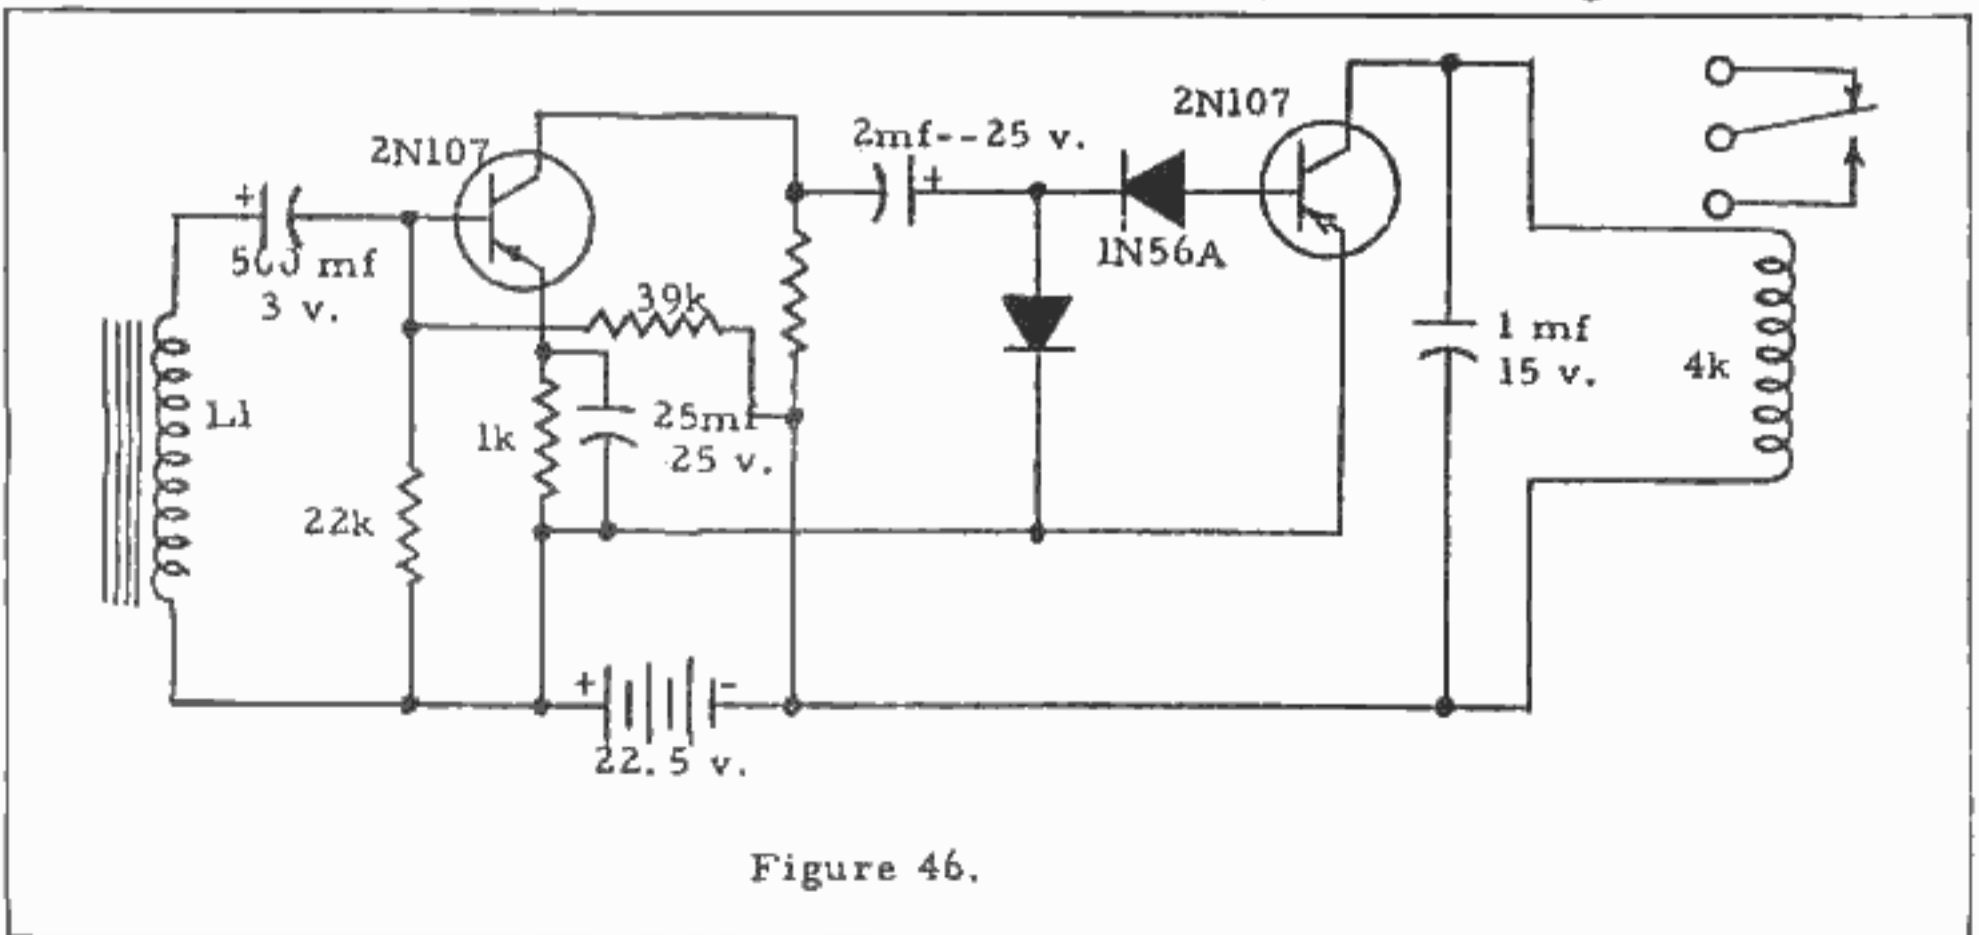 2N107
+
500 mf
3 v.
L1
22k
1k
39k
25mf
25 v.
+
-
22.5 v.
2mf--25 v.
+
1N56A
2N107
1 mf
15 v.
4k
Figure 46.